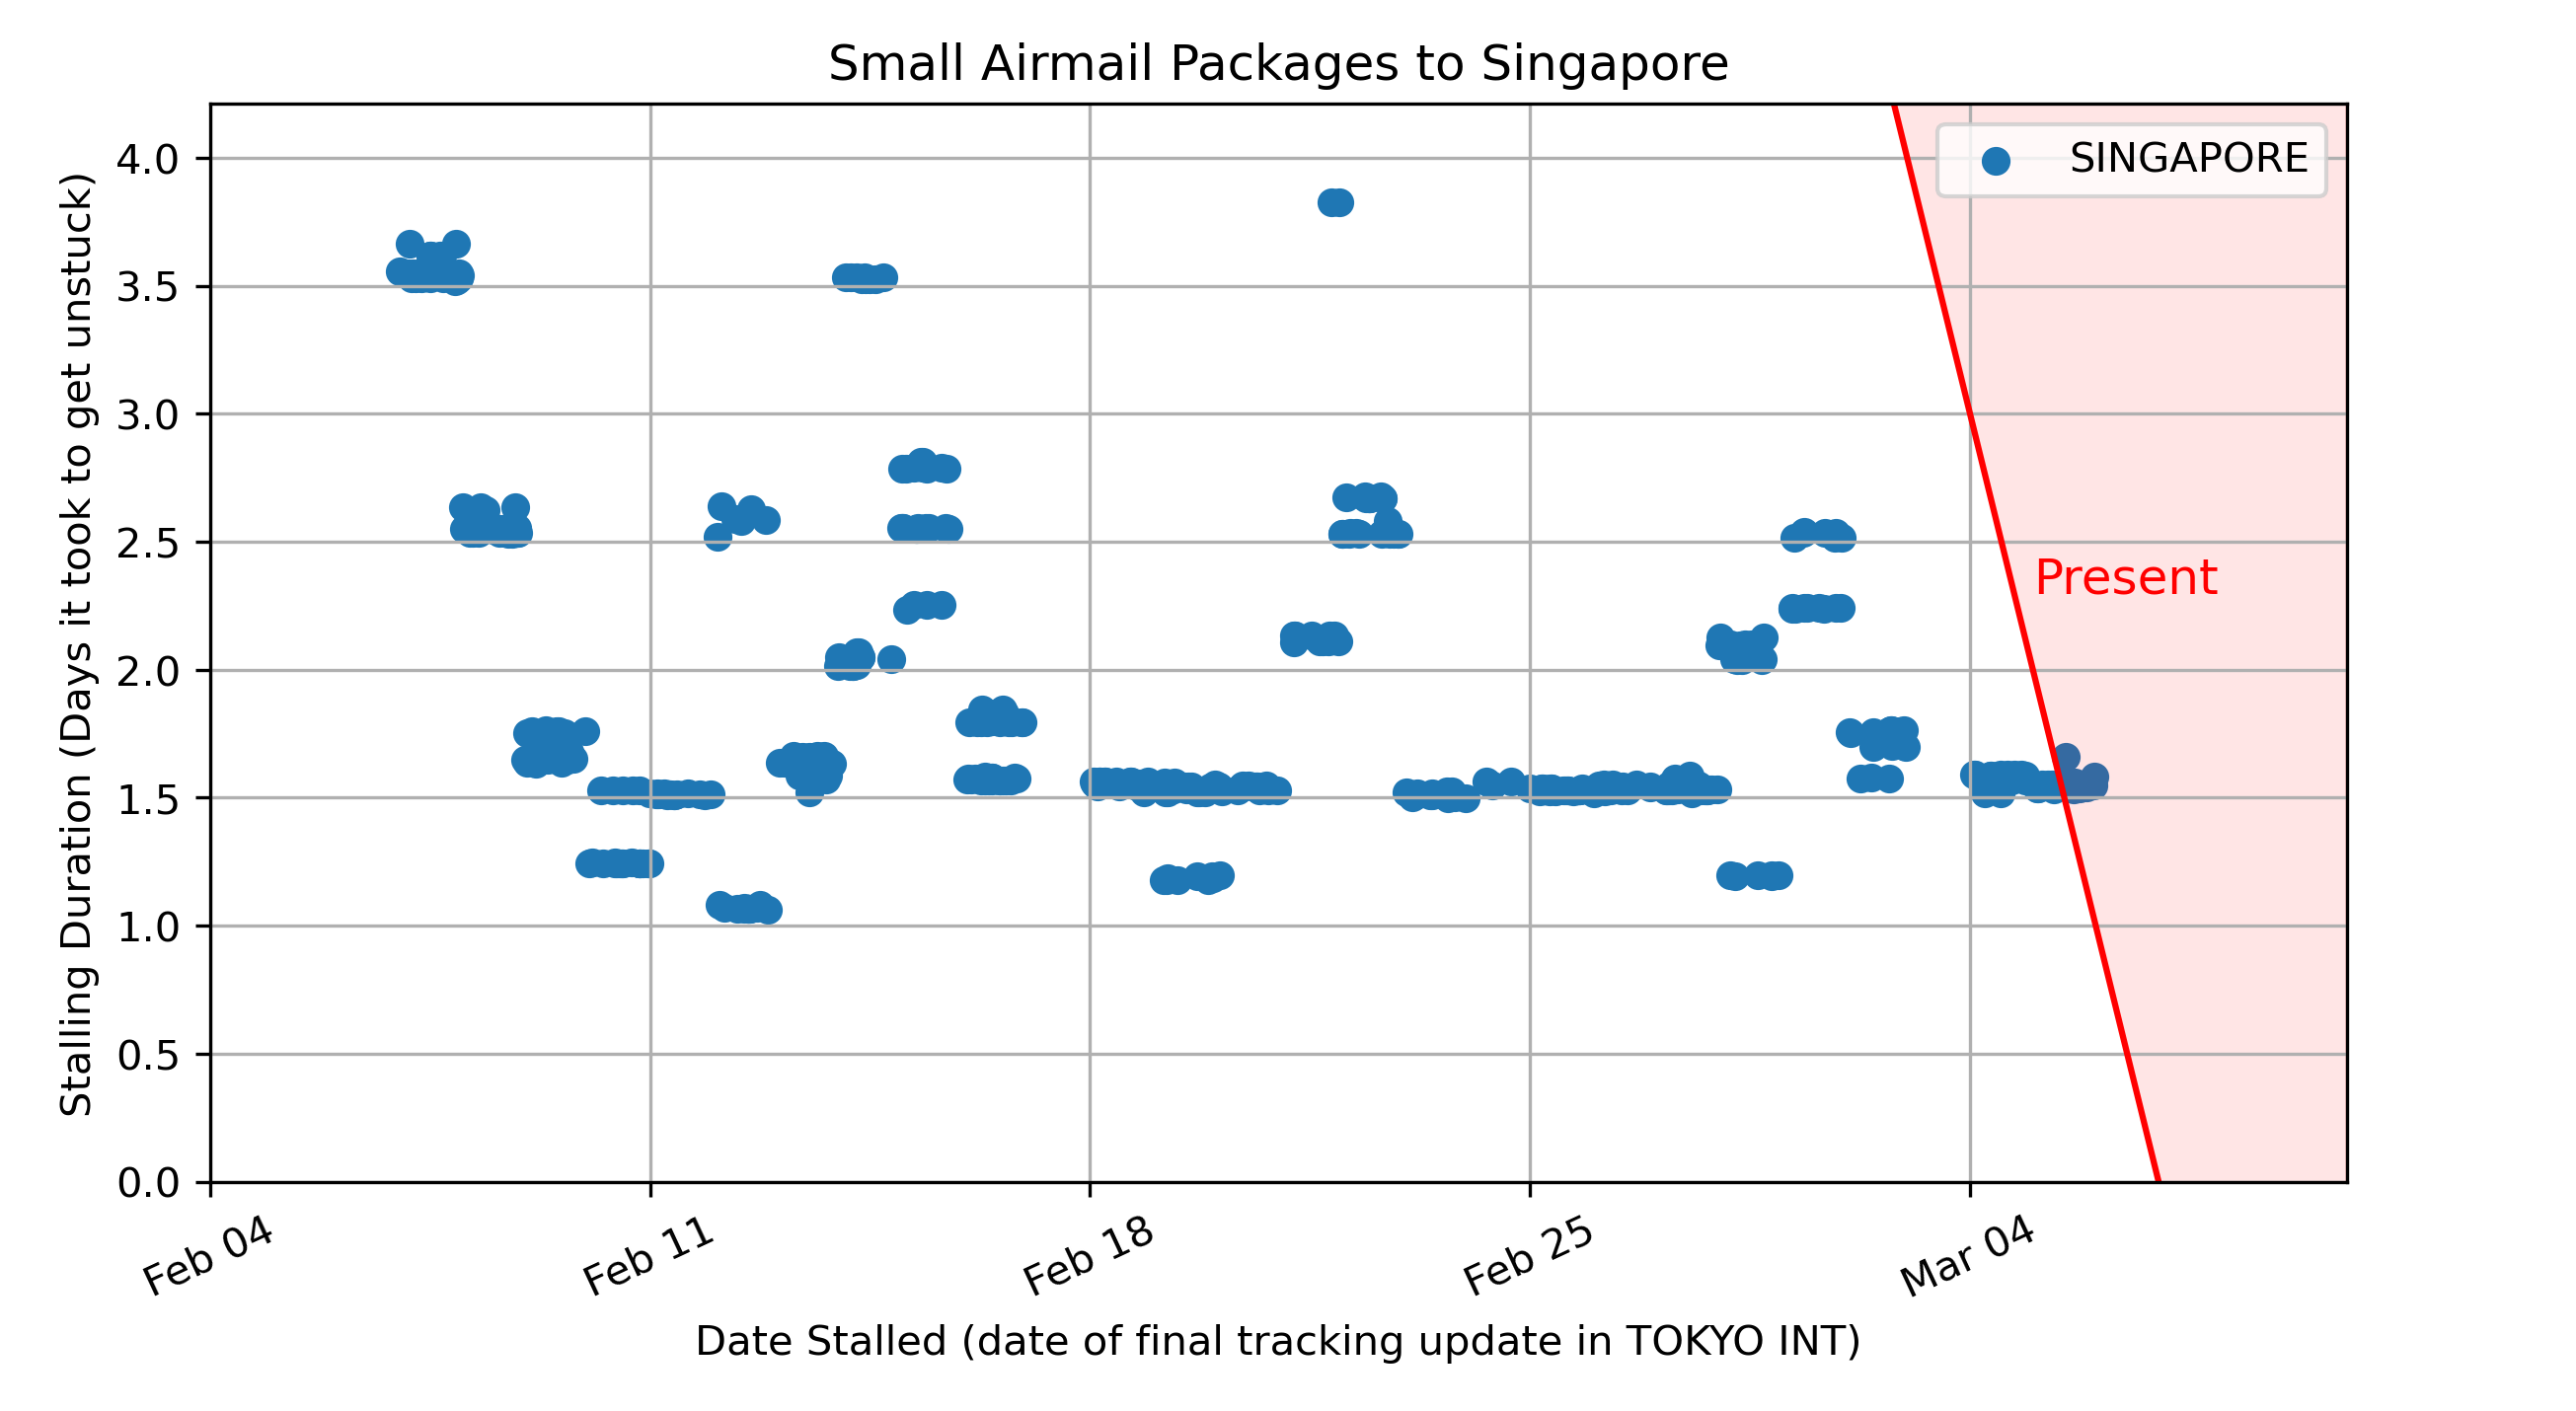 Small Airmail Packages to Singapore
SINGAPORE
Present
Stalling Duration (Days it took to get unstuck)
4.0
3.5
3.0
2.5
2.0
1.5
1.0
0.5
0.0
Feb 04
Feb 11
Feb 18
Feb 25
Mar 04
Date Stalled (date of final tracking update in TOKYO INT)